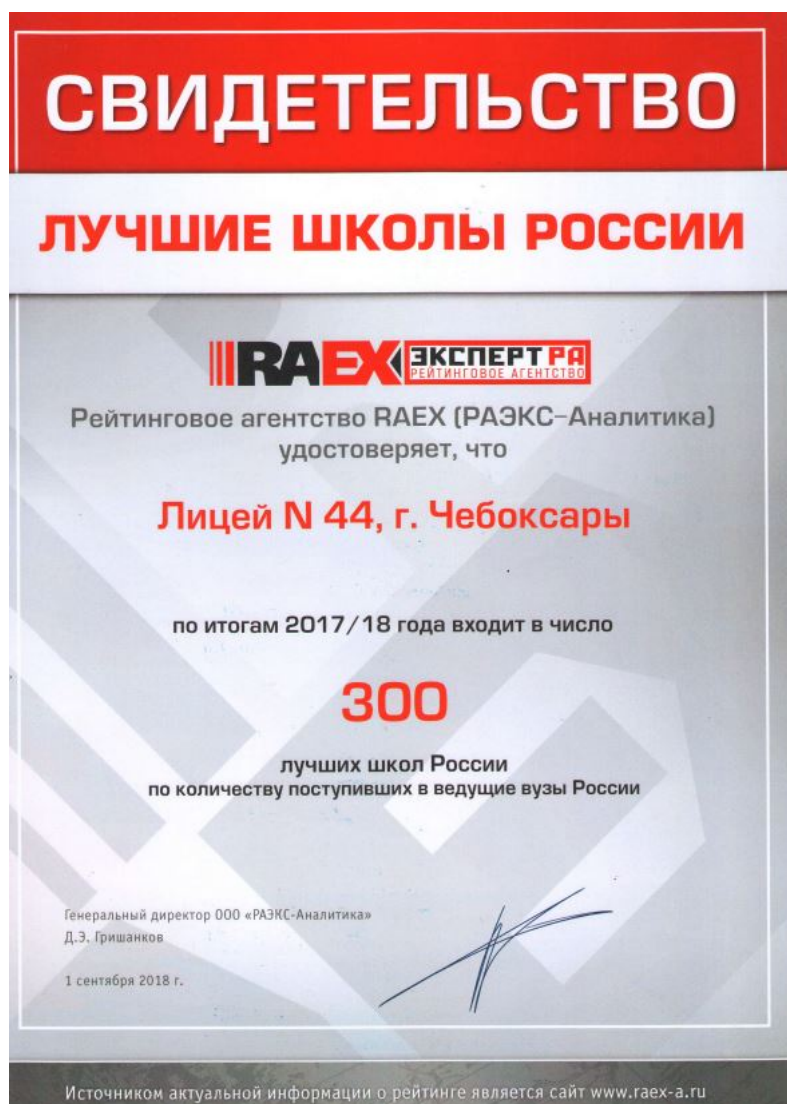 СВИДЕТЕЛЬСТВО
ЛУЧШИЕ ШКОЛЫ РОССИИ
RAEX ЭКСПЕРТ РА
РЕЙТИНГОВОЕ АГЕНТСТВО
Рейтинговое агентство RAEX (РАЭКС-Аналитика)
удостоверяет, что
Лицей N 44, г. Чебоксары
по итогам 2017/18 года входит в число
300
лучших школ России
по количеству поступивших в ведущие вузы России
Генеральный директор ООО «РАЭКС-Аналитика»
Д.Э. Гришанков
1 сентября 2018 г.
Источником актуальной информации о рейтинге является сайт www.raex-a.ru